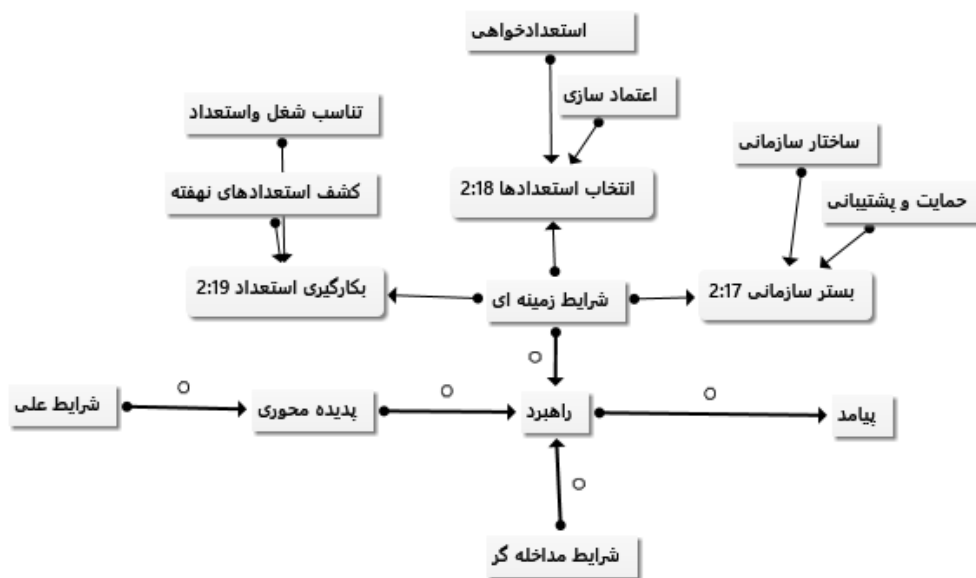 استعدادخواهی
اعتماد سازی
تناسب شغل واستعداد
ساختار سازمانی
کشف استعدادهای نهفته
انتخاب استعدادها 2:18
حمایت و پشتیبانی
بکارگیری استعداد 2:19
شرایط زمینه ای
بستر سازمانی 2:17
شرایط علی
پدیده محوری
راهبرد
پیامد
شرایط مداخله گر